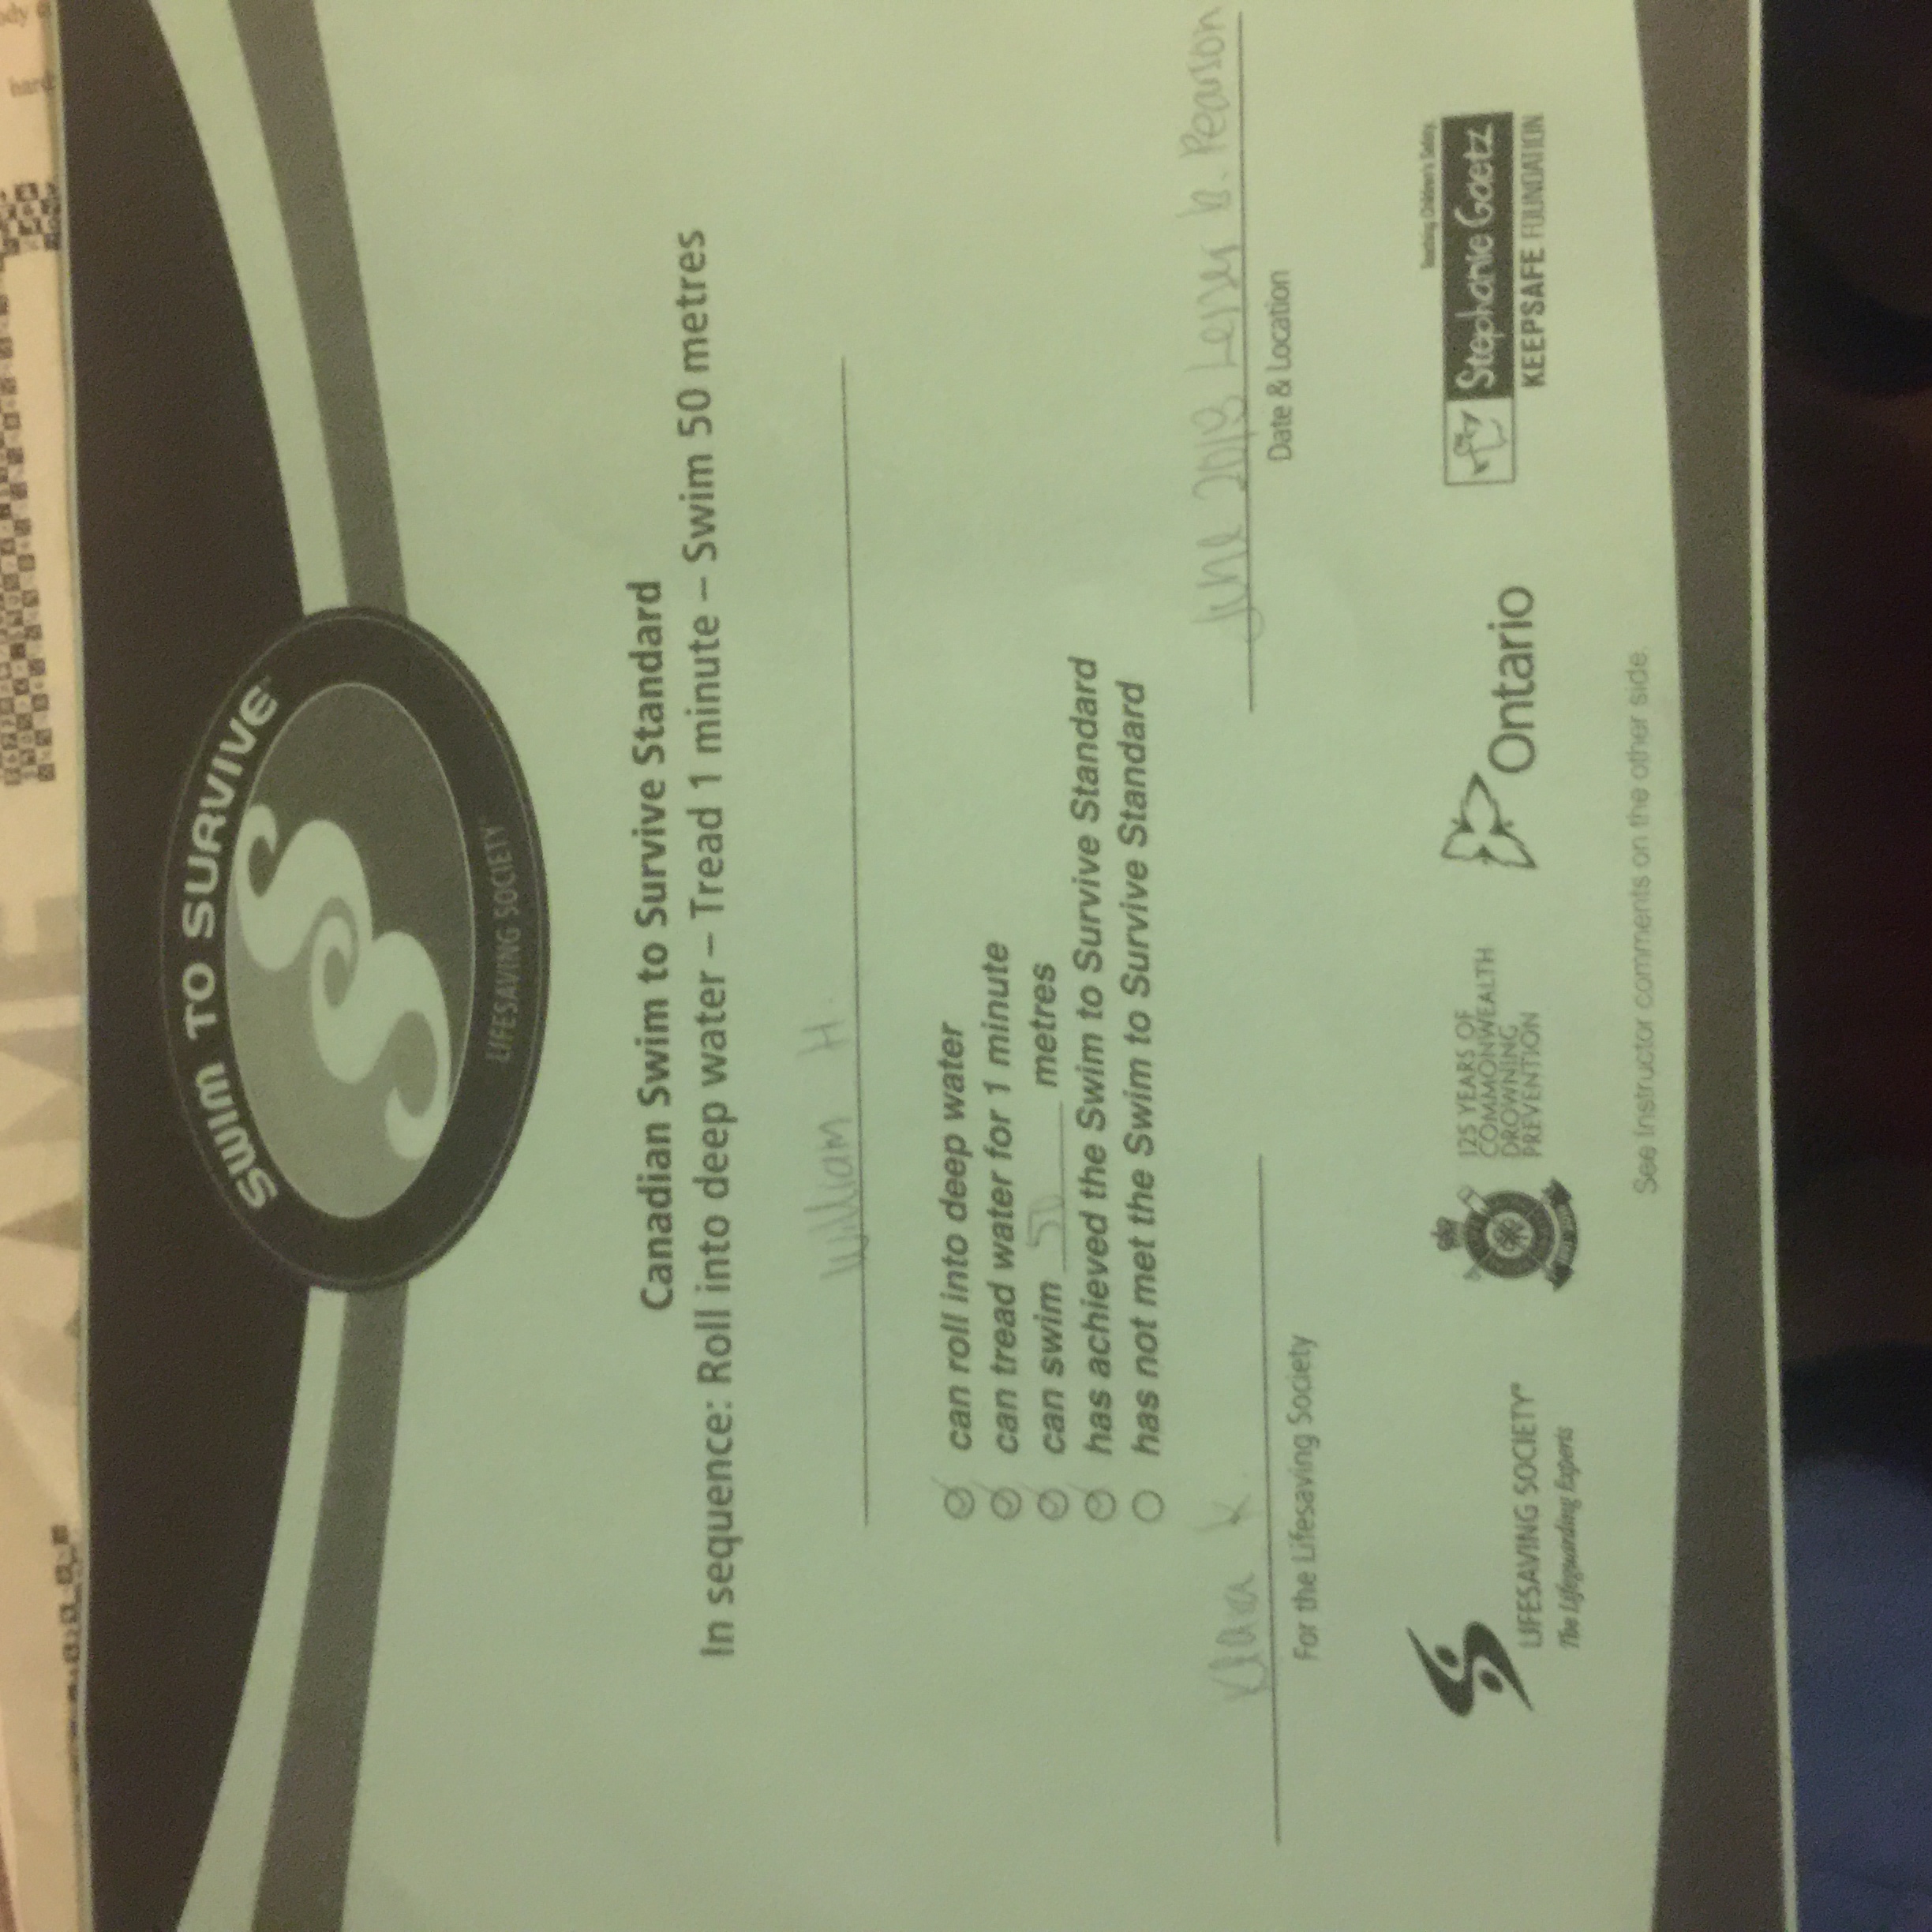 SWIM TO SURVIVE
LIFESAVING SOCIETY
Canadian Swim to Survive Standard
In sequence: Roll into deep water – Tread 1 minute – Swim 50 metres
William H.
can roll into deep water
can tread water for 1 minute
can swim 50 metres
has achieved the Swim to Survive Standard
has not met the Swim to Survive Standard
Klara K.
June 2018 Lester b. Pearson
For the Lifesaving Society
Date & Location
LIFESAVING SOCIETY®
The Lifeguarding Experts
125 YEARS OF
COMMONWEALTH
DROWNING
PREVENTION
Ontario
Teaching Children's Safety
Stephanie Gaetz
KEEPSAFE FOUNDATION
See Instructor comments on the other side.